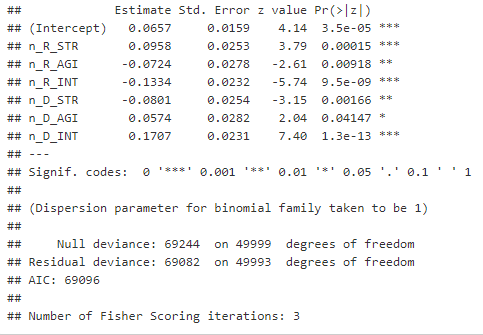 ##             Estimate Std. Error z value Pr(>|z|)
## (Intercept)   0.0657     0.0159    4.14  3.5e-05 ***
## n_R_STR       0.0958     0.0253    3.79  0.00015 ***
## n_R_AGI      -0.0724     0.0278   -2.61  0.00918 **
## n_R_INT      -0.1334     0.0232   -5.74  9.5e-09 ***
## n_D_STR      -0.0801     0.0254   -3.15  0.00166 **
## n_D_AGI       0.0574     0.0282    2.04  0.04147 *
## n_D_INT       0.1707     0.0231    7.40  1.3e-13 ***
## ---
## Signif. codes:  0 '***' 0.001 '**' 0.01 '*' 0.05 '.' 0.1 ' ' 1
##
## (Dispersion parameter for binomial family taken to be 1)
##
##     Null deviance: 69244  on 49999  degrees of freedom
## Residual deviance: 69082  on 49993  degrees of freedom
## AIC: 69096
##
## Number of Fisher Scoring iterations: 3